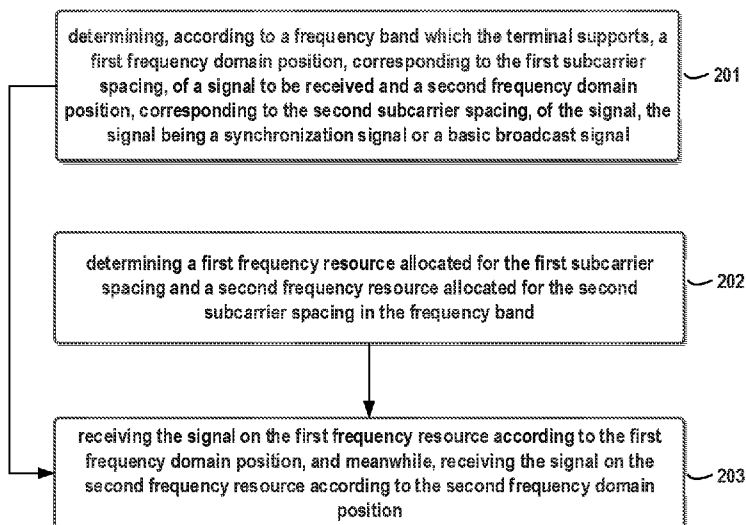 determining, according to a frequency band which the terminal supports, a
first frequency domain position, corresponding to the first subcarrier
spacing, of a signal to be received and a second frequency domain
position, corresponding to the second subcarrier spacing, of the signal, the
signal being a synchronization signal or a basic broadcast signal
201
determining a first frequency resource allocated for the first subcarrier
spacing and a second frequency resource allocated for the second
subcarrier spacing in the frequency band
202
receiving the signal on the first frequency resource according to the first
frequency domain position, and meanwhile, receiving the signal on the
second frequency resource according to the second frequency domain
position
203